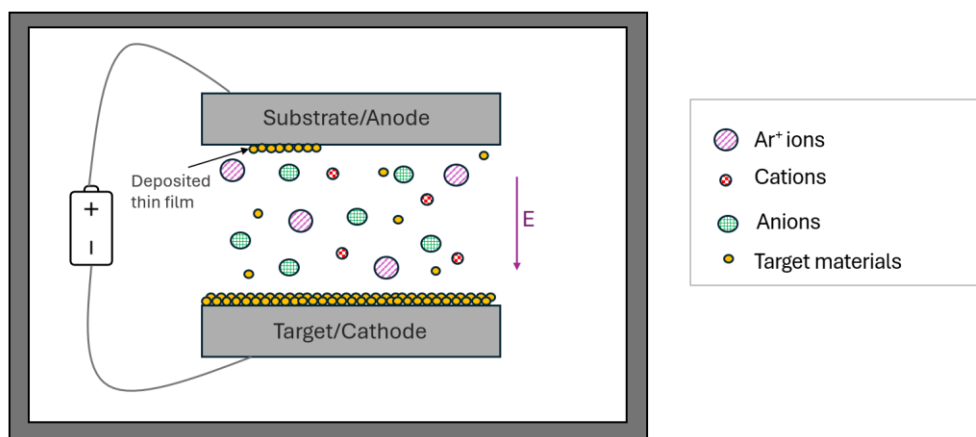 Substrate/Anode
Deposited
thin film
+
E
–
Target/Cathode
Ar⁺ ions
Cations
Anions
Target materials